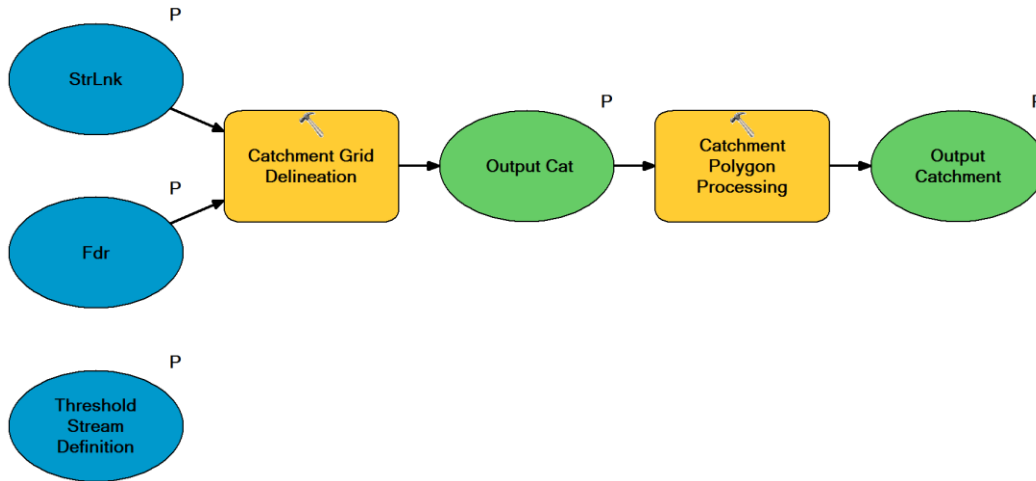 P
StrLnk
Catchment Grid
Delineation
P
Output Cat
P
Catchment
Polygon
Processing
P
Output
Catchment
P
Fdr
P
Threshold
Stream
Definition